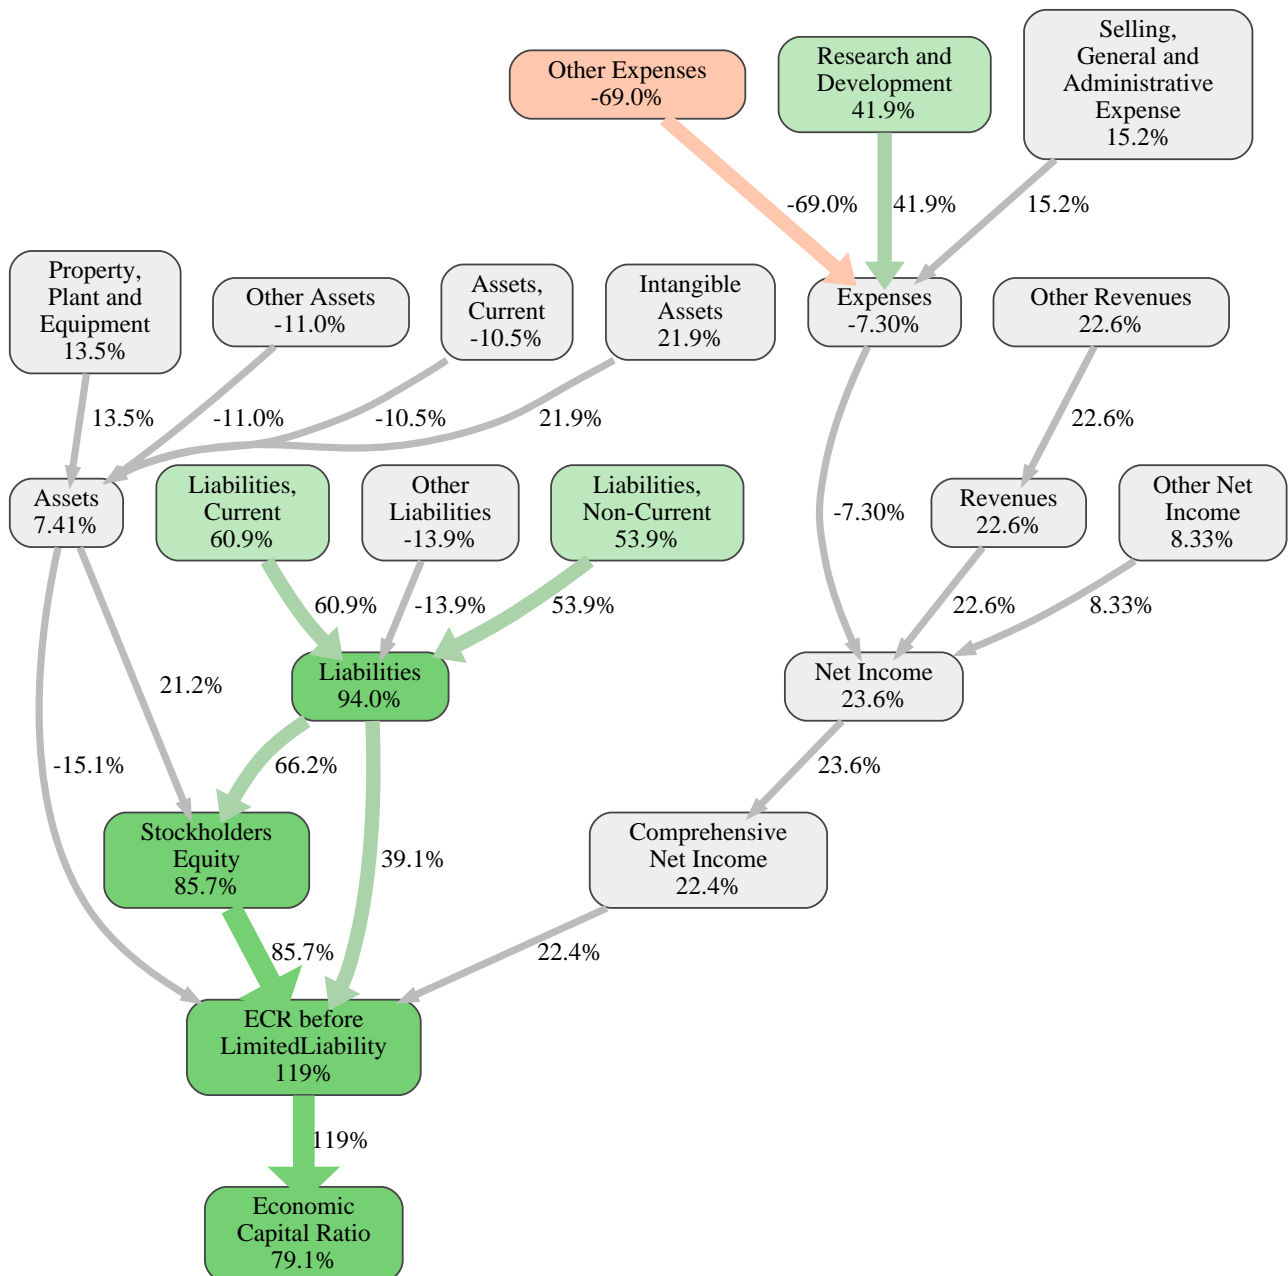 Other Expenses
-69.0%
Research and
Development
41.9%
Selling,
General and
Administrative
Expense
15.2%
-69.0%
41.9%
15.2%
Property,
Plant and
Equipment
13.5%
Other Assets
-11.0%
Assets,
Current
-10.5%
Intangible
Assets
21.9%
Expenses
-7.30%
Other Revenues
22.6%
13.5%
-11.0%
-10.5%
21.9%
22.6%
Assets
7.41%
Liabilities,
Current
60.9%
Other
Liabilities
-13.9%
Liabilities,
Non-Current
53.9%
-7.30%
Revenues
22.6%
Other Net
Income
8.33%
60.9%
-13.9%
53.9%
22.6%
8.33%
Liabilities
94.0%
Net Income
23.6%
21.2%
-15.1%
66.2%
23.6%
Stockholders
Equity
85.7%
39.1%
Comprehensive
Net Income
22.4%
85.7%
22.4%
ECR before
LimitedLiability
119%
119%
Economic
Capital Ratio
79.1%